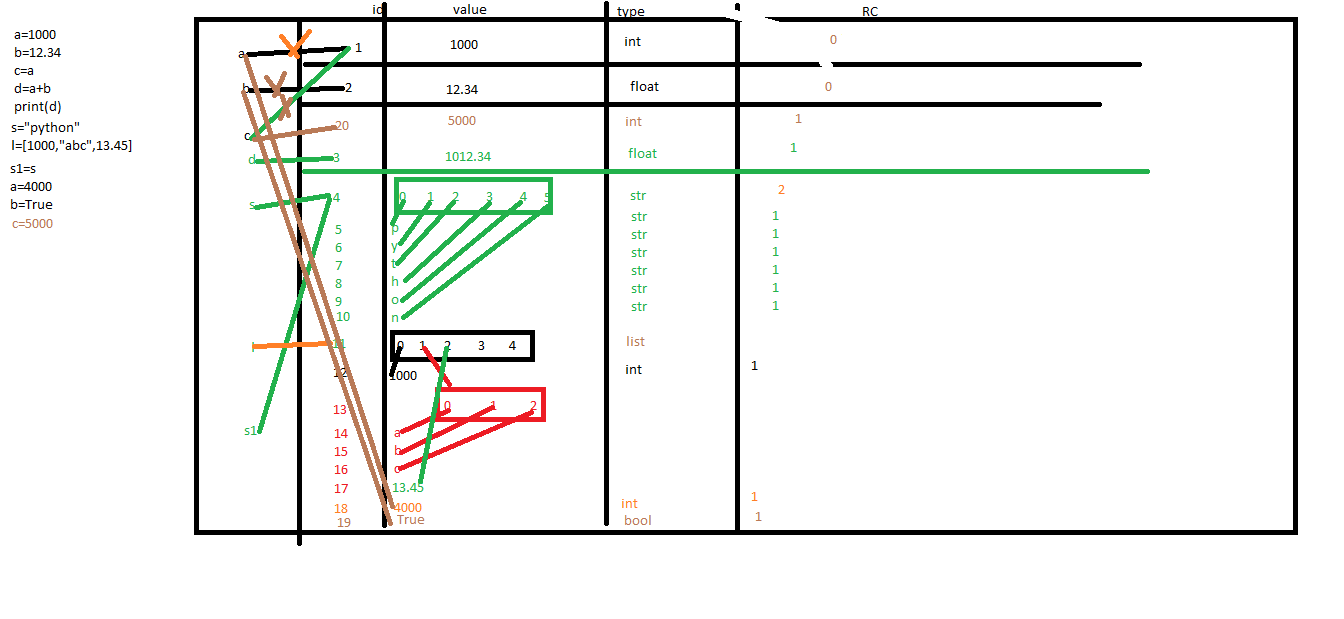 id value type RC
a=1000
b=12.34
c=a
d=a+b
print(d)
s="python"
l=[1000,"abc",13.45]
s1=s
a=4000
b=True
c=5000
a 1 1000 int 0
b 2 12.34 float 0
c 20 5000 int 1
d 3 1012.34 float 1
s 4 0 1 2 3 4 5 str 2
5 p str 1
6 y str 1
7 t str 1
8 h str 1
9 o str 1
10 n str 1
l 11 0 1 2 3 4 list
12 1000 int 1
13 0 1 2
s1 14 a
15 b
16 c
17 13.45
18 4000 int 1
19 True bool 1